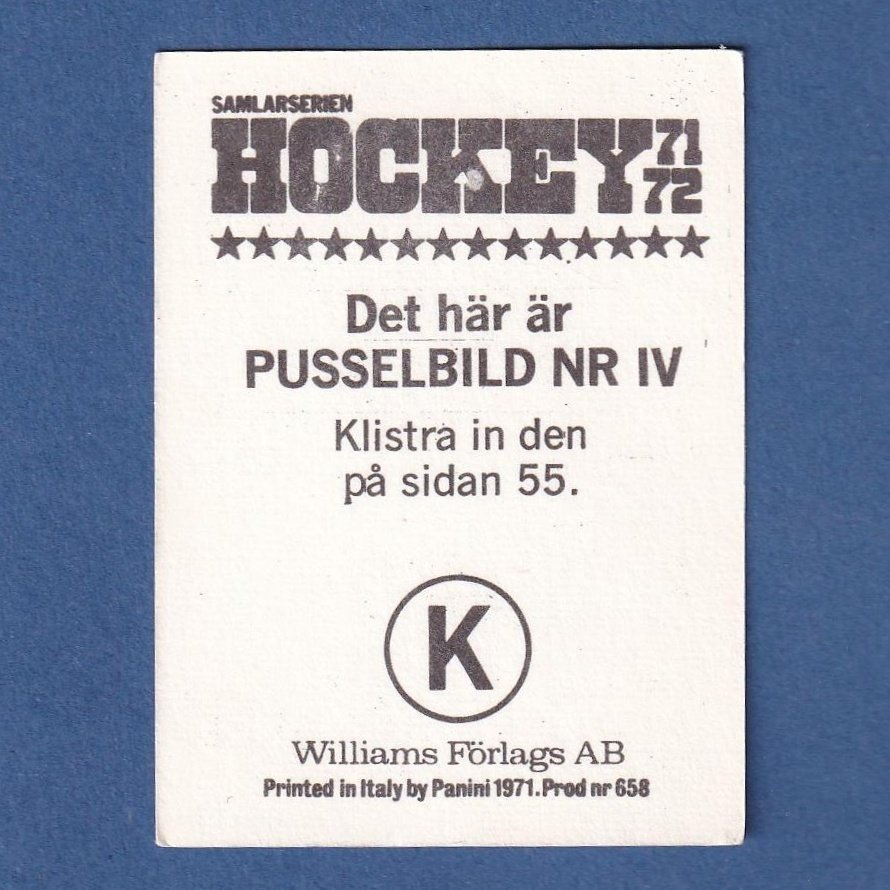 SAMLARSERIEN
HOCKEY 71 72
Det här är
PUSSELBILD NR IV
Klistra in den
på sidan 55.
K
Williams Förlags AB
Printed in Italy by Panini 1971. Prod nr 658